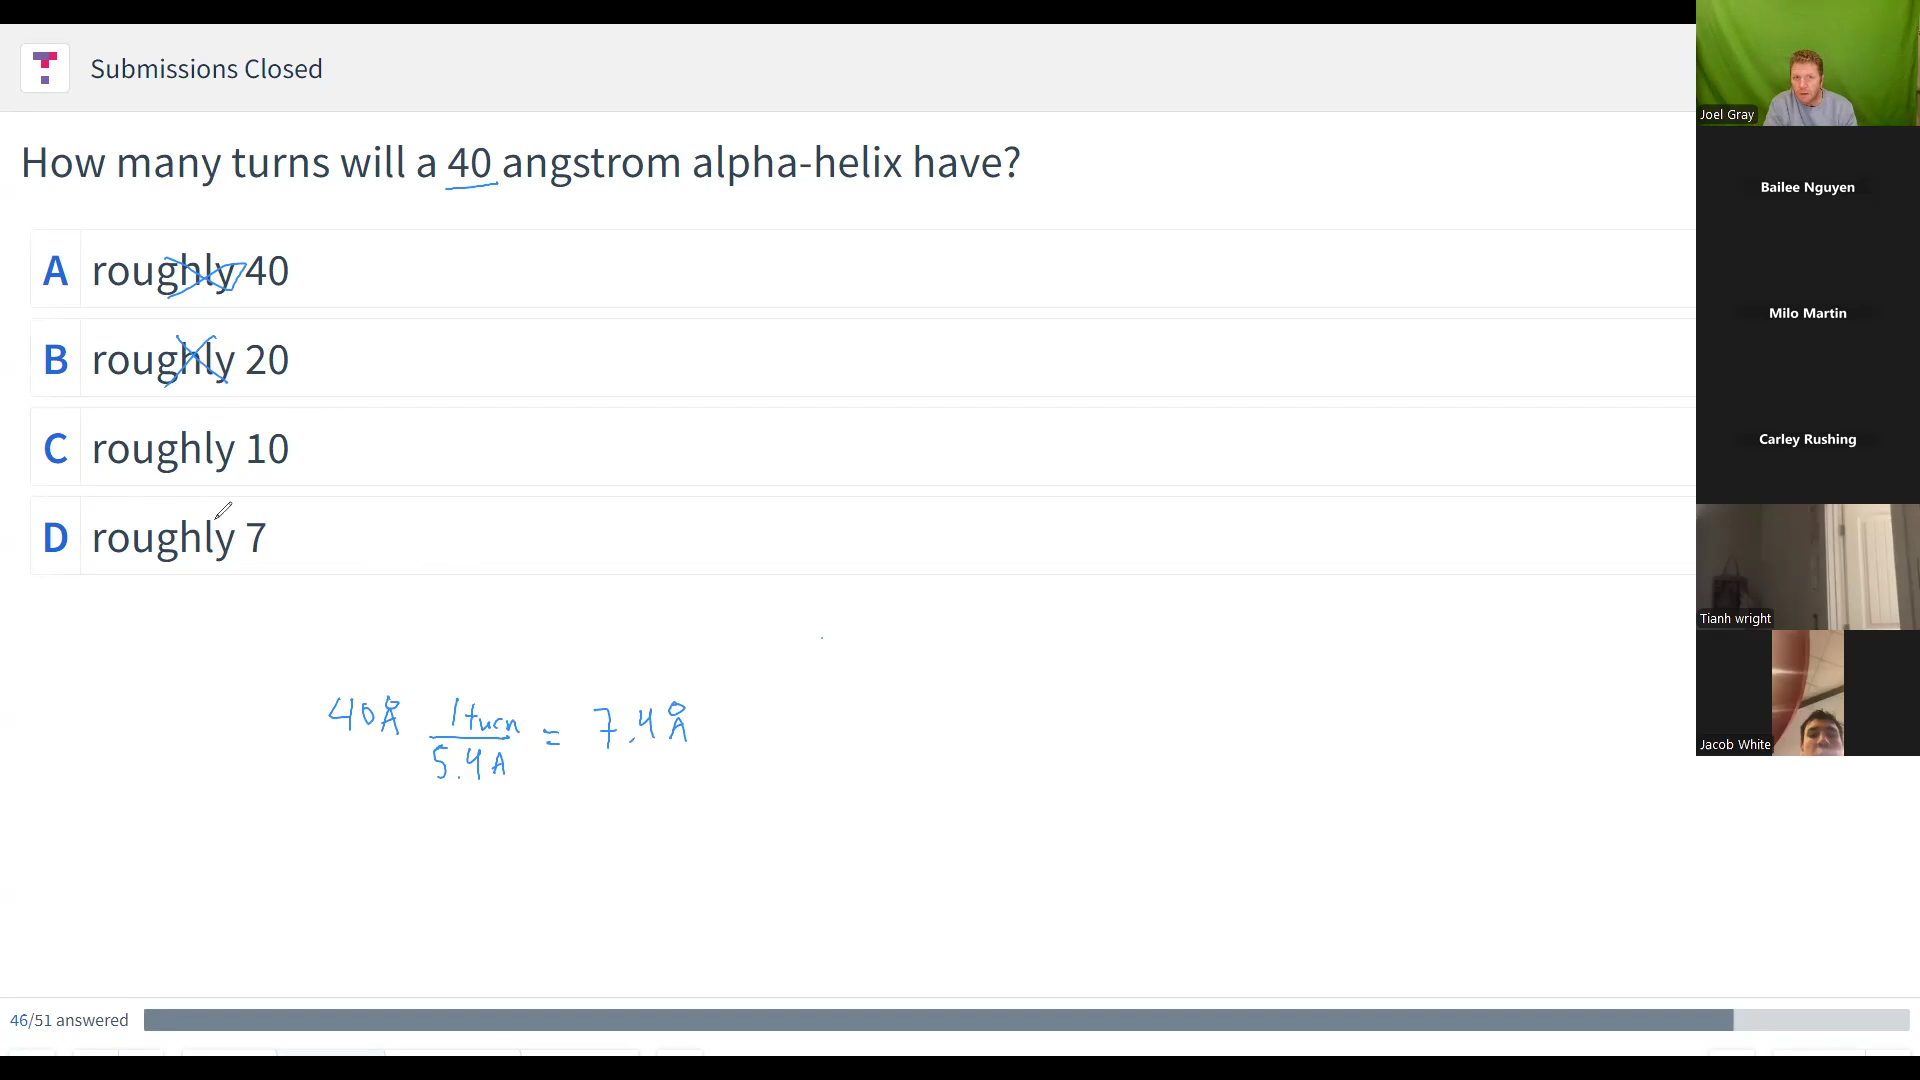 Submissions Closed
How many turns will a 40 angstrom alpha-helix have?
A roughly 40
B roughly 20
C roughly 10
D roughly 7
40Å 1 turn = 7.4Å
5.4A
46/51 answered
Joel Gray
Bailee Nguyen
Milo Martin
Carley Rushing
Tianh wright
Jacob White